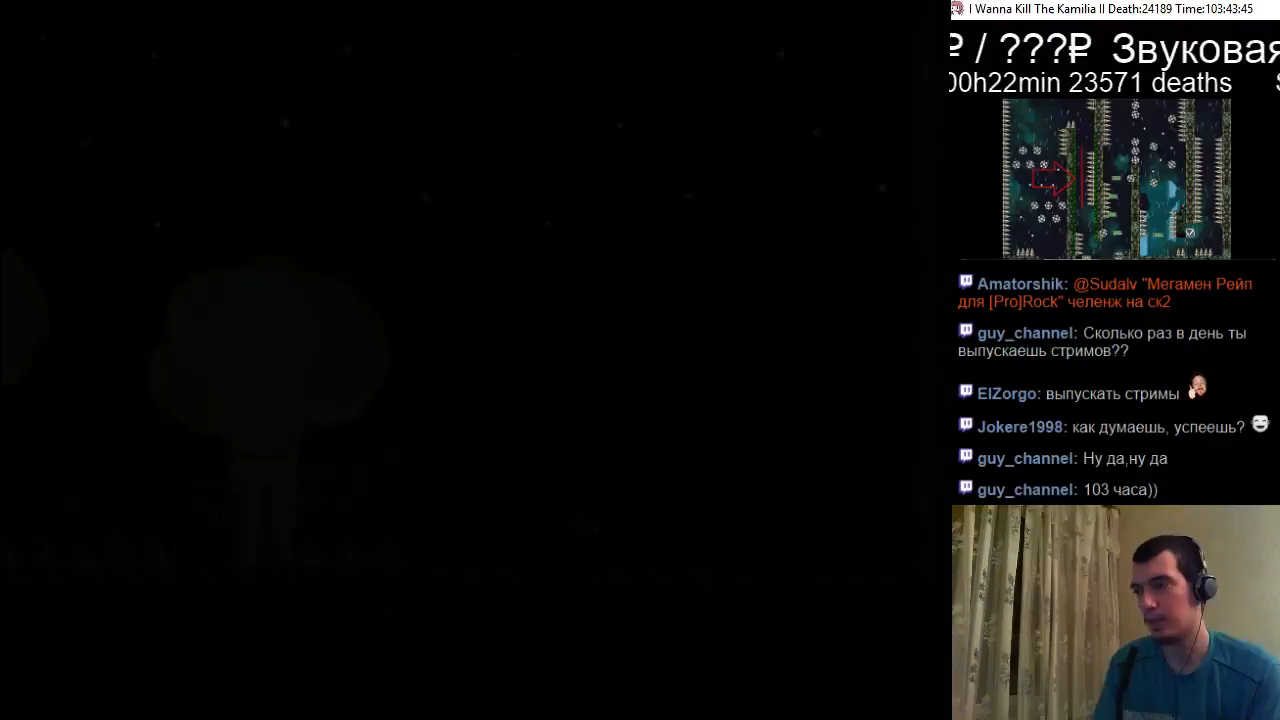 I Wanna Kill The Kamilia II Death:24189 Time:103:43:45
₽ / ???₽ Звуковая
00h22min 23571 deaths
Amatorshik: @Sudalv "Мегамен Рейп
для [Pro]Rock" челенж на ск2
guy_channel: Сколько раз в день ты
выпускаешь стримов??
ElZorgo: выпускать стримы
Jokere1998: как думаешь, успеешь?
guy_channel: Ну да,ну да
guy_channel: 103 часа))